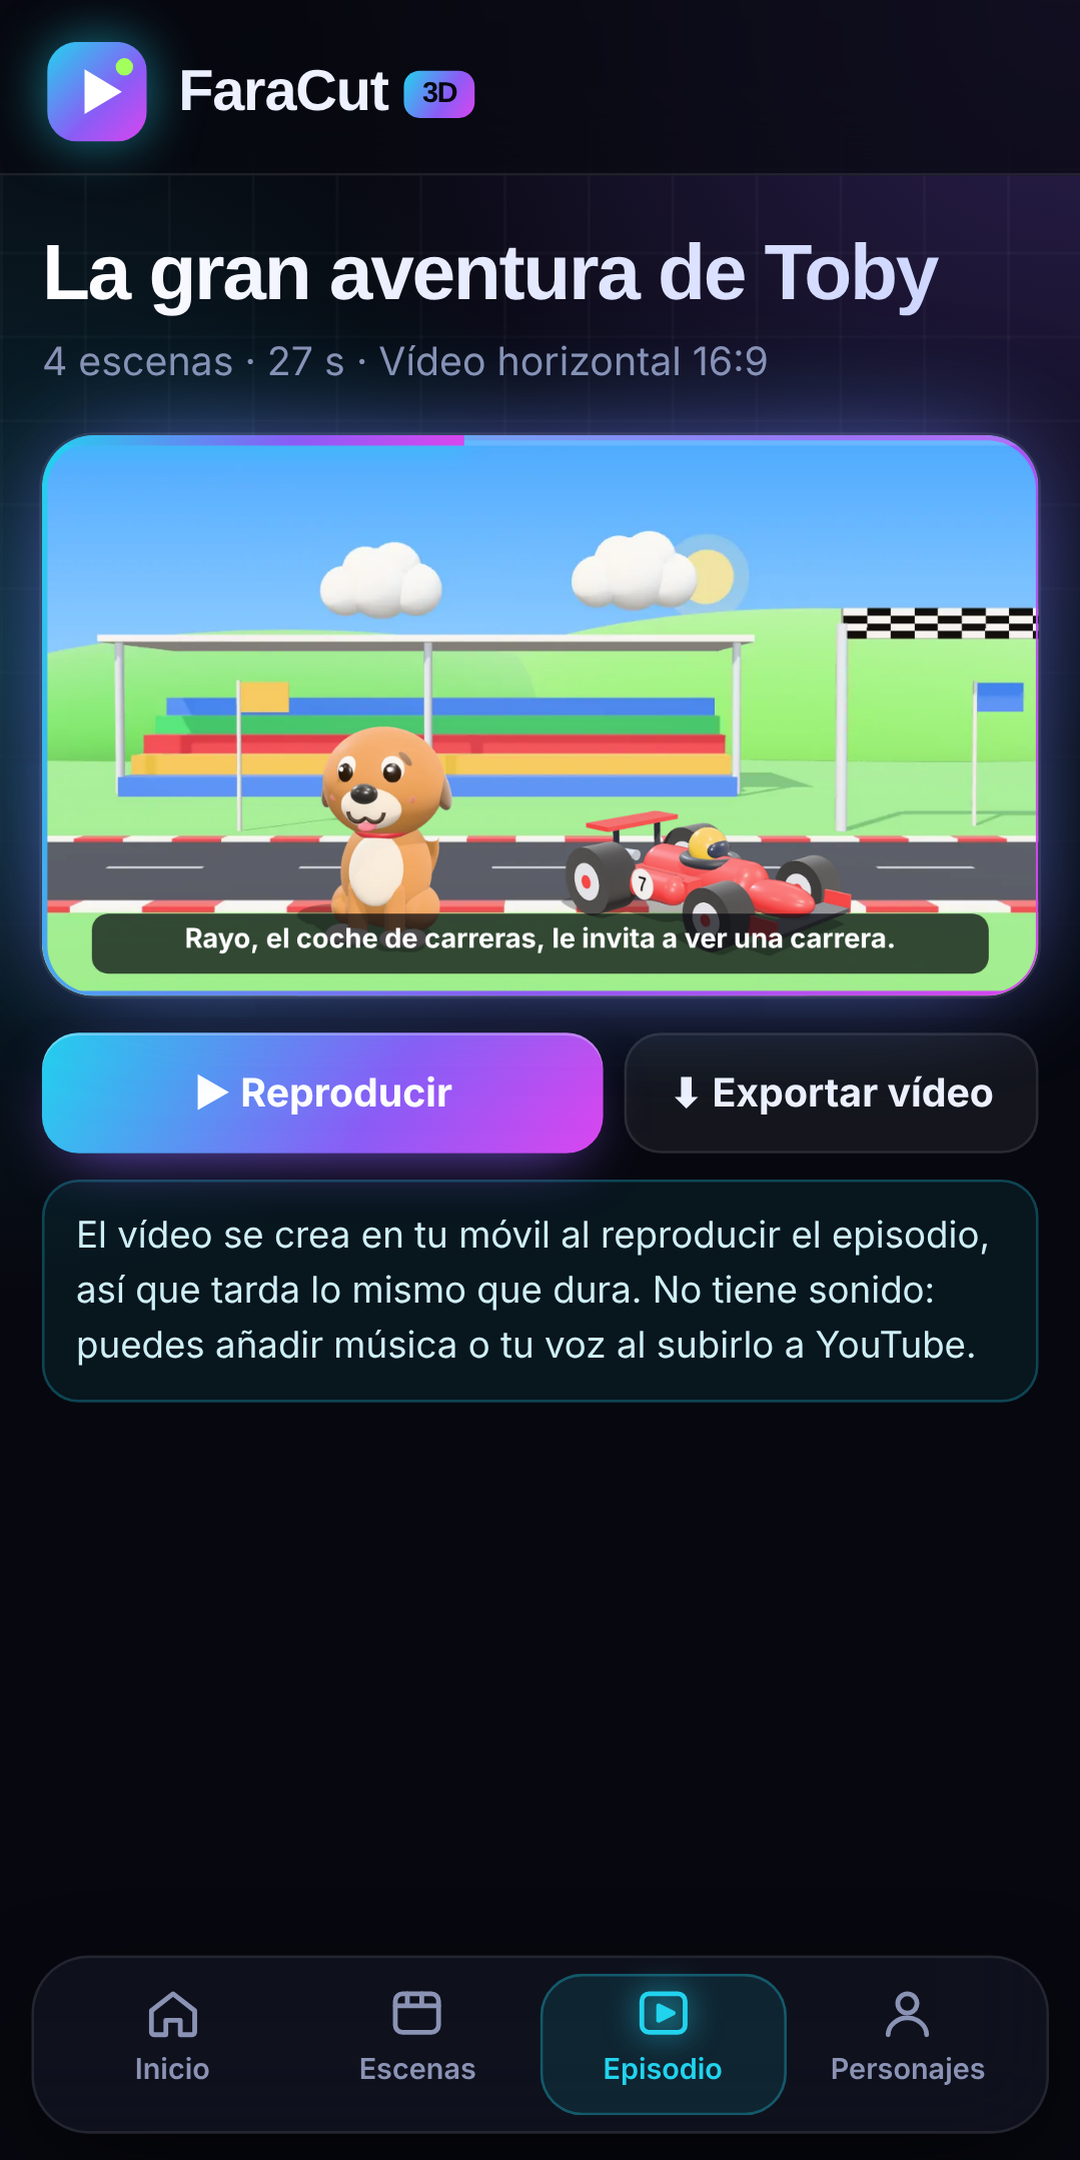 FaraCut 3D
La gran aventura de Toby
4 escenas · 27 s · Vídeo horizontal 16:9
7
Rayo, el coche de carreras, le invita a ver una carrera.
▶ Reproducir
⬇ Exportar vídeo
El vídeo se crea en tu móvil al reproducir el episodio,
así que tarda lo mismo que dura. No tiene sonido:
puedes añadir música o tu voz al subirlo a YouTube.
Inicio
Escenas
Episodio
Personajes